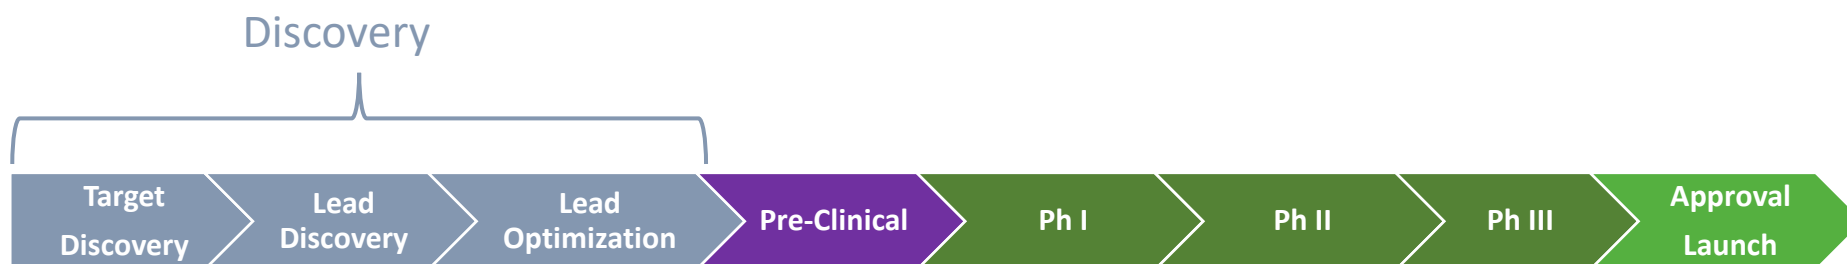 Discovery
Target
Discovery
Lead
Discovery
Lead
Optimization
Pre-Clinical
Ph I
Ph II
Ph III
Approval
Launch